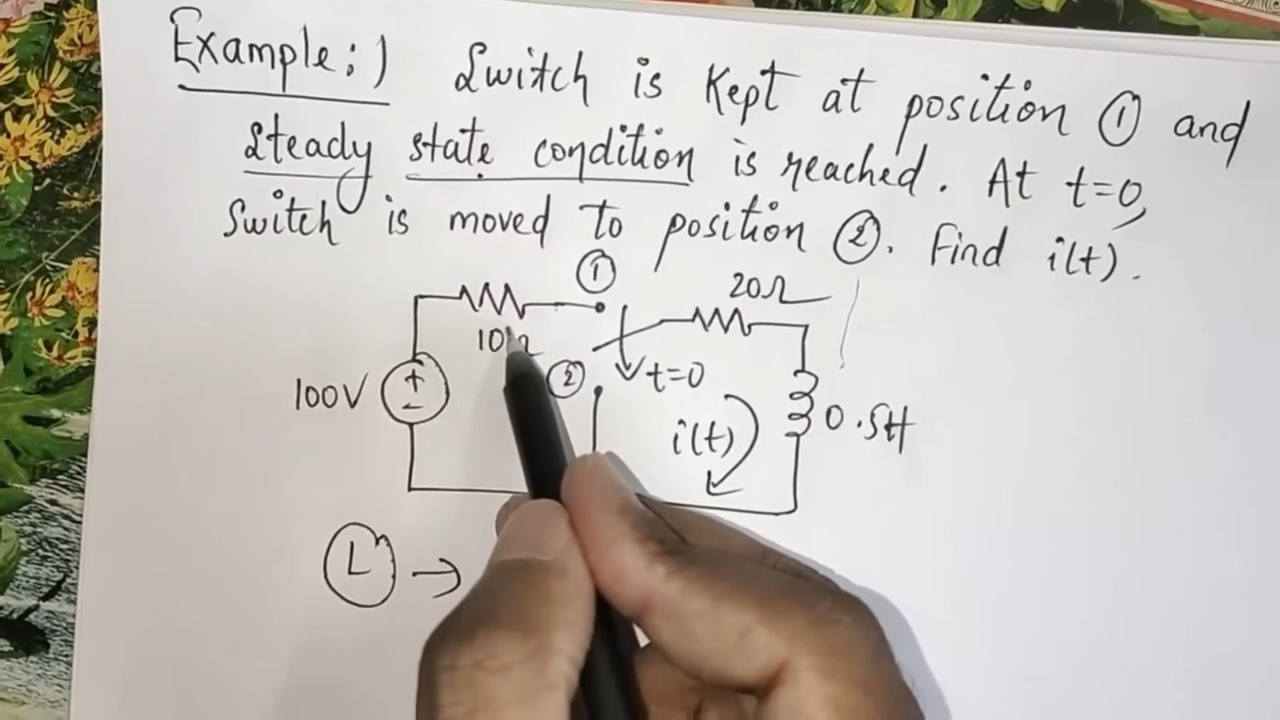 Example:) Switch is kept at position ① and
steady state condition is reached. At t=0,
switch is moved to position ②. Find i(t).
①
20Ω
10Ω
②
t=0
100V
+
-
i(t)
0.5H
L →